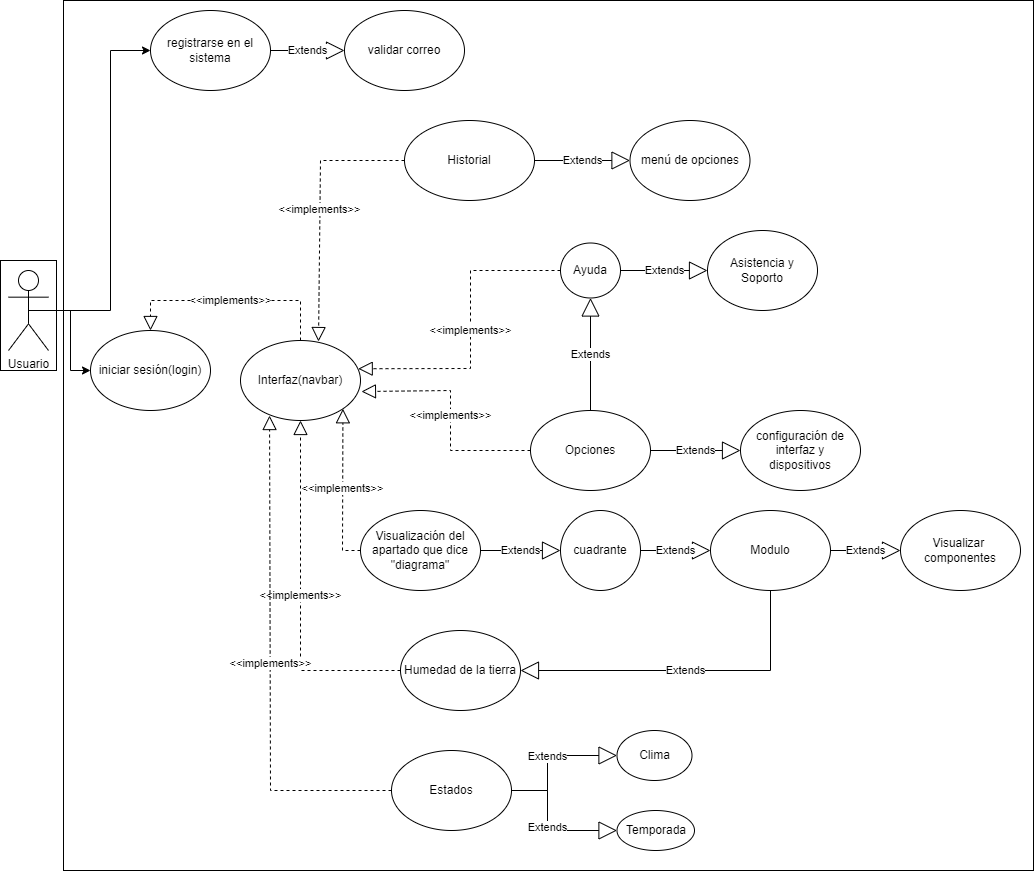 registrarse en el
sistema
Extends
validar correo
Historial
Extends
menú de opciones
<<implements>>
Ayuda
Extends
Asistencia y
Soporto
<<implements>>
<<implements>>
Extends
Usuario
iniciar sesión(login)
Interfaz(navbar)
<<implements>>
Opciones
Extends
configuración de
interfaz y
dispositivos
<<implements>>
Visualización del
apartado que dice
"diagrama"
Extends
cuadrante
Extends
Modulo
Extends
Visualizar
componentes
<<implements>>
<<implements>>
Humedad de la tierra
Extends
Estados
Extends
Clima
Extends
Temporada